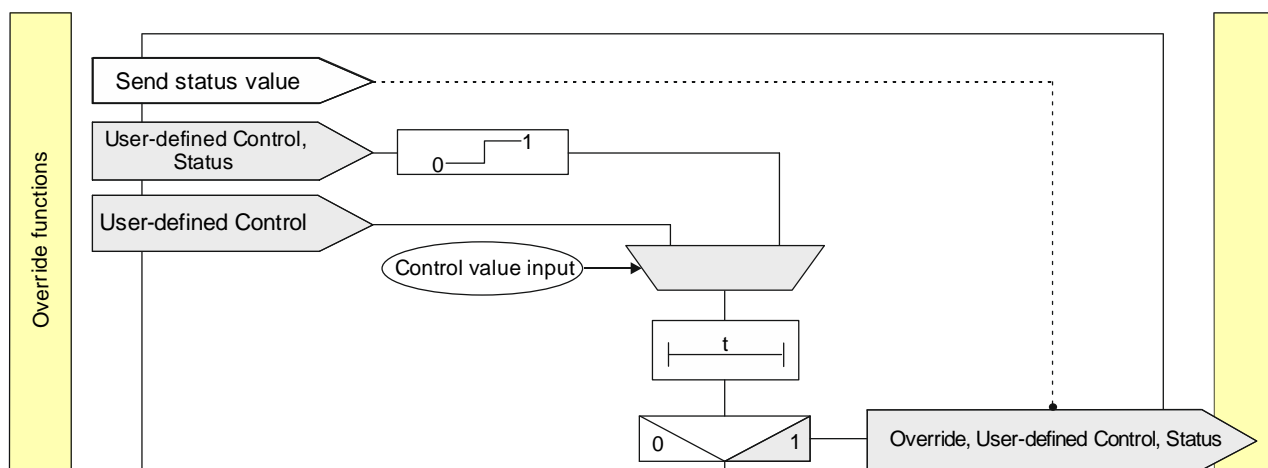 Override functions
Send status value
User-defined Control,
Status
0
1
User-defined Control
Control value input
t
0
1
Override, User-defined Control, Status